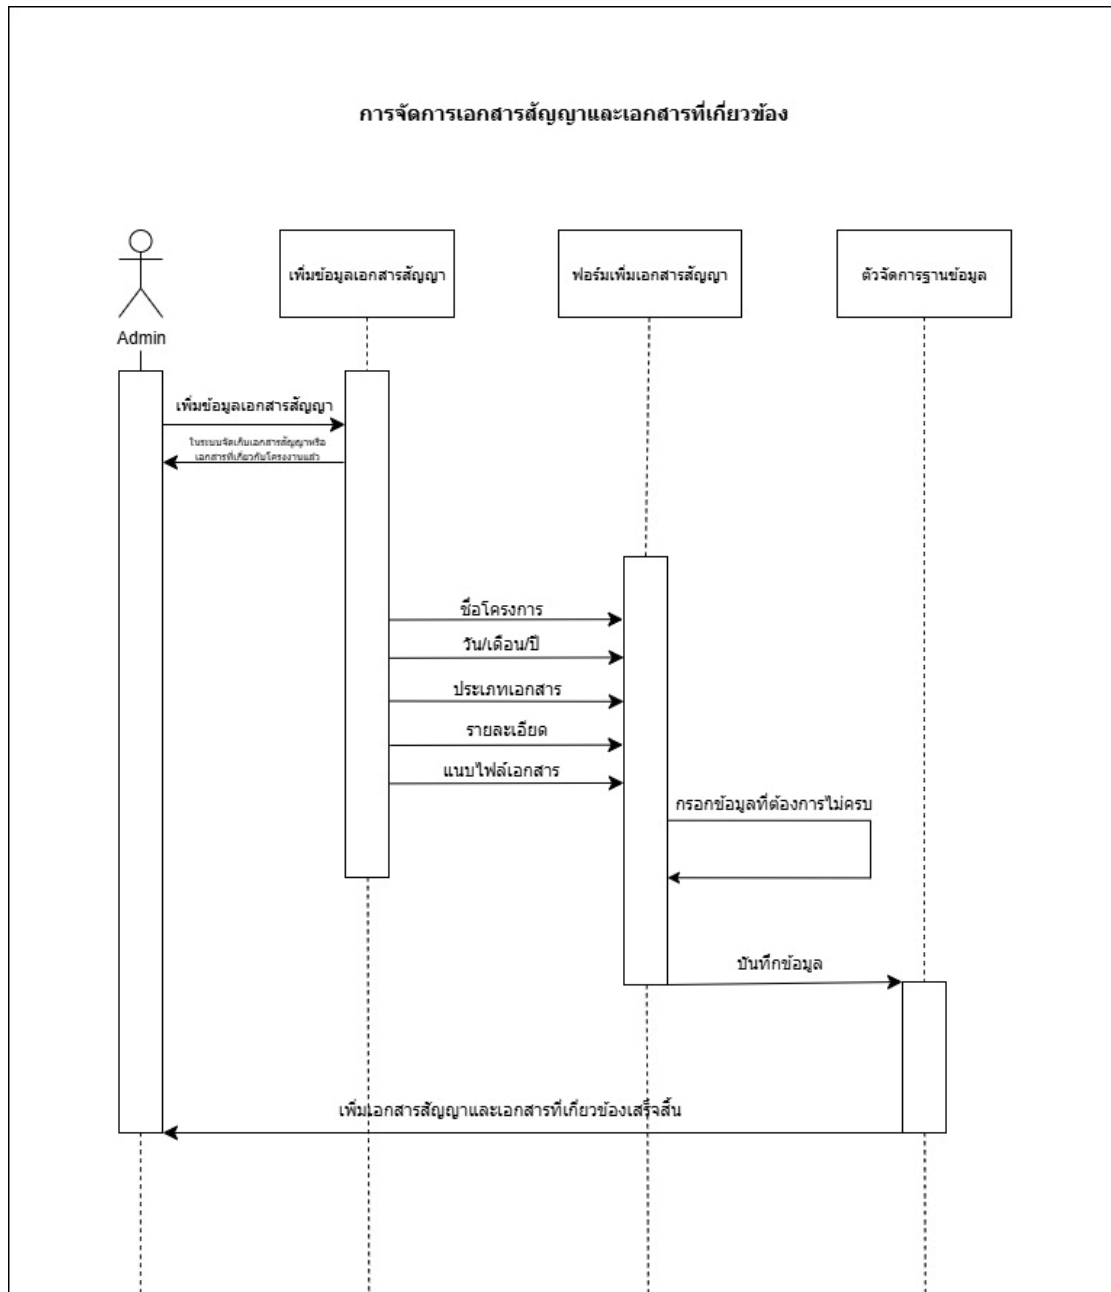 การจัดการเอกสารสัญญาและเอกสารที่เกี่ยวข้อง
เพิ่มข้อมูลเอกสารสัญญา
ฟอร์มเพิ่มเอกสารสัญญา
ตัวจัดการฐานข้อมูล
Admin
เพิ่มข้อมูลเอกสารสัญญา
ในระบบจัดเก็บเอกสารสัญญาหรือ
เอกสารที่เกี่ยวกับโครงงานแล้ว
ชื่อโครงการ
วัน/เดือน/ปี
ประเภทเอกสาร
รายละเอียด
แนบไฟล์เอกสาร
กรอกข้อมูลที่ต้องการไม่ครบ
บันทึกข้อมูล
เพิ่มเอกสารสัญญาและเอกสารที่เกี่ยวข้องเสร็จสิ้น